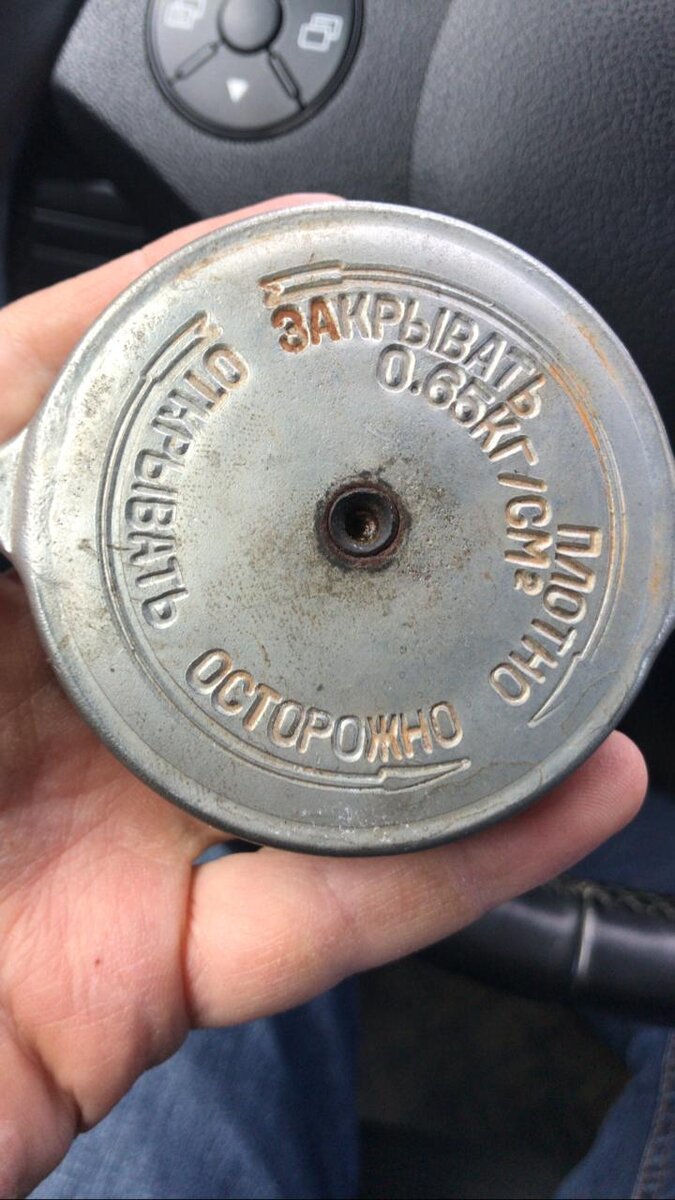 ЗАКРЫВАТЬ ПЛОТНО
0.65КГ/СМ²
ОТКРЫВАТЬ ОСТОРОЖНО